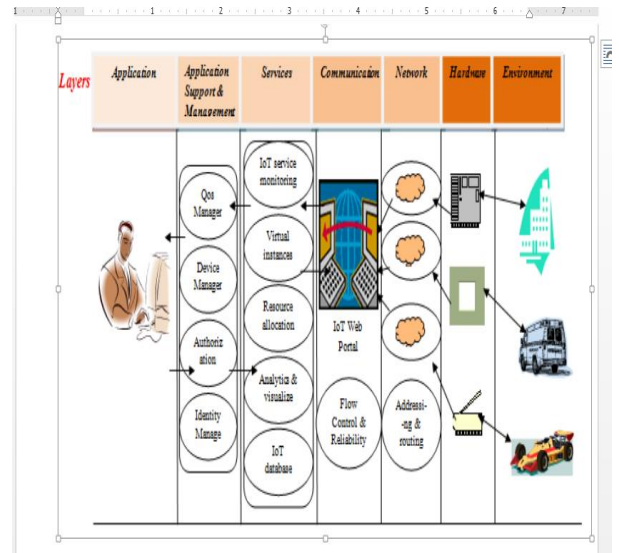 1 1 2 3 4 5 6 7
Layers
Application
Application
Support &
Management
Services
Communication
Network
Hardware
Environment
Qos
Manager
Device
Manager
Authoriz
ation
Identity
Manage
IoT service
monitoring
Virtual
instances
Resource
allocation
Analytics &
visualize
IoT
database
IoT Web
Portal
Flow
Control &
Reliability
Addressi-
-ng &
routing